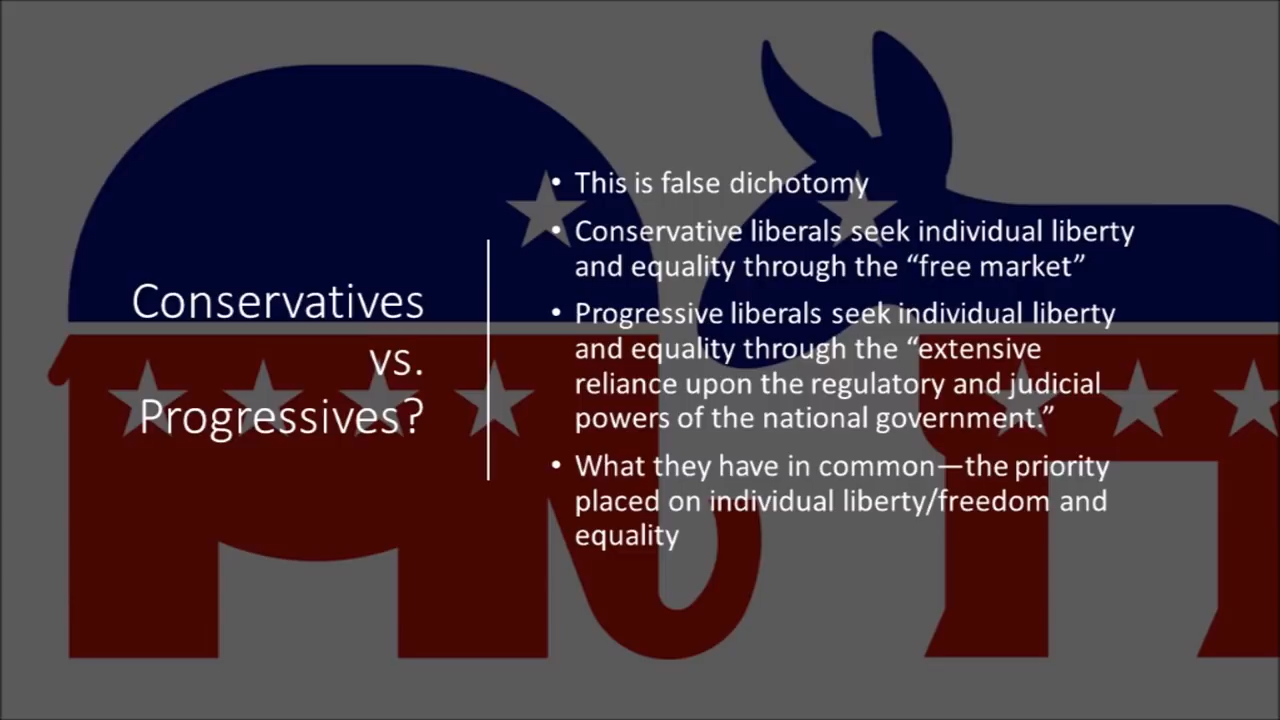 Conservatives
vs.
Progressives?
• This is false dichotomy
• Conservative liberals seek individual liberty
and equality through the “free market”
• Progressive liberals seek individual liberty
and equality through the “extensive
reliance upon the regulatory and judicial
powers of the national government.”
• What they have in common—the priority
placed on individual liberty/freedom and
equality